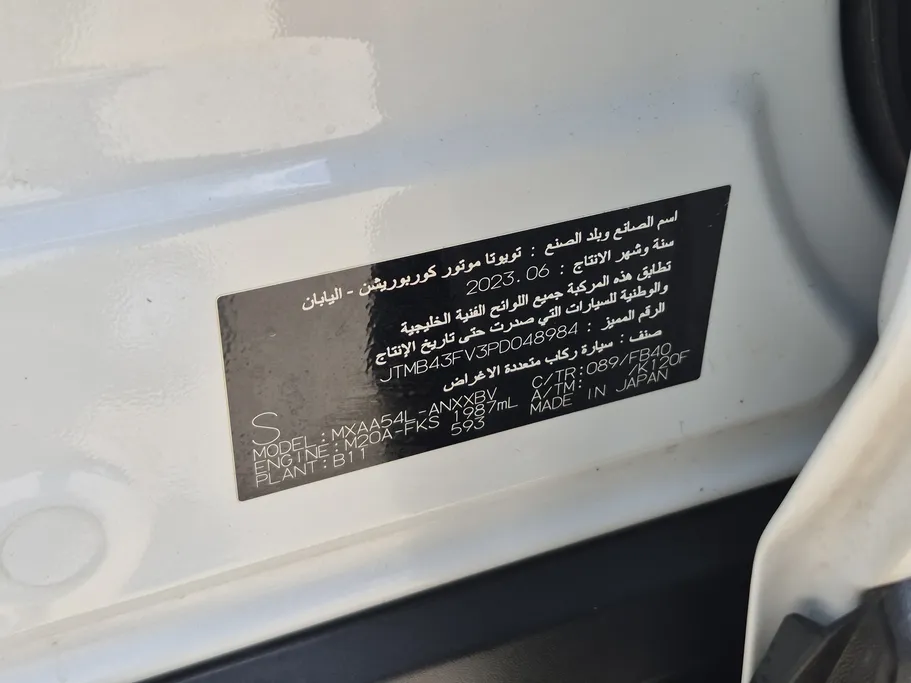 اسم الصانع وبلد الصنع : تويوتا موتور كوربوريشن - اليابان
سنة وشهر الانتاج : 2023.06
تطابق هذه المركبة جميع اللوائح الفنية الخليجية
والوطنية للسيارات التي صدرت حتى تاريخ الإنتاج
الرقم المميز : JTMB43FV3PD048984
صنف : سيارة ركاب متعددة الاغراض
S
MODEL:MXAA54L-ANXXBV C/TR:089/FB40
ENGINE:M20A-FKS 1987mL A/TM: /K120F
PLANT:B11 593 MADE IN JAPAN